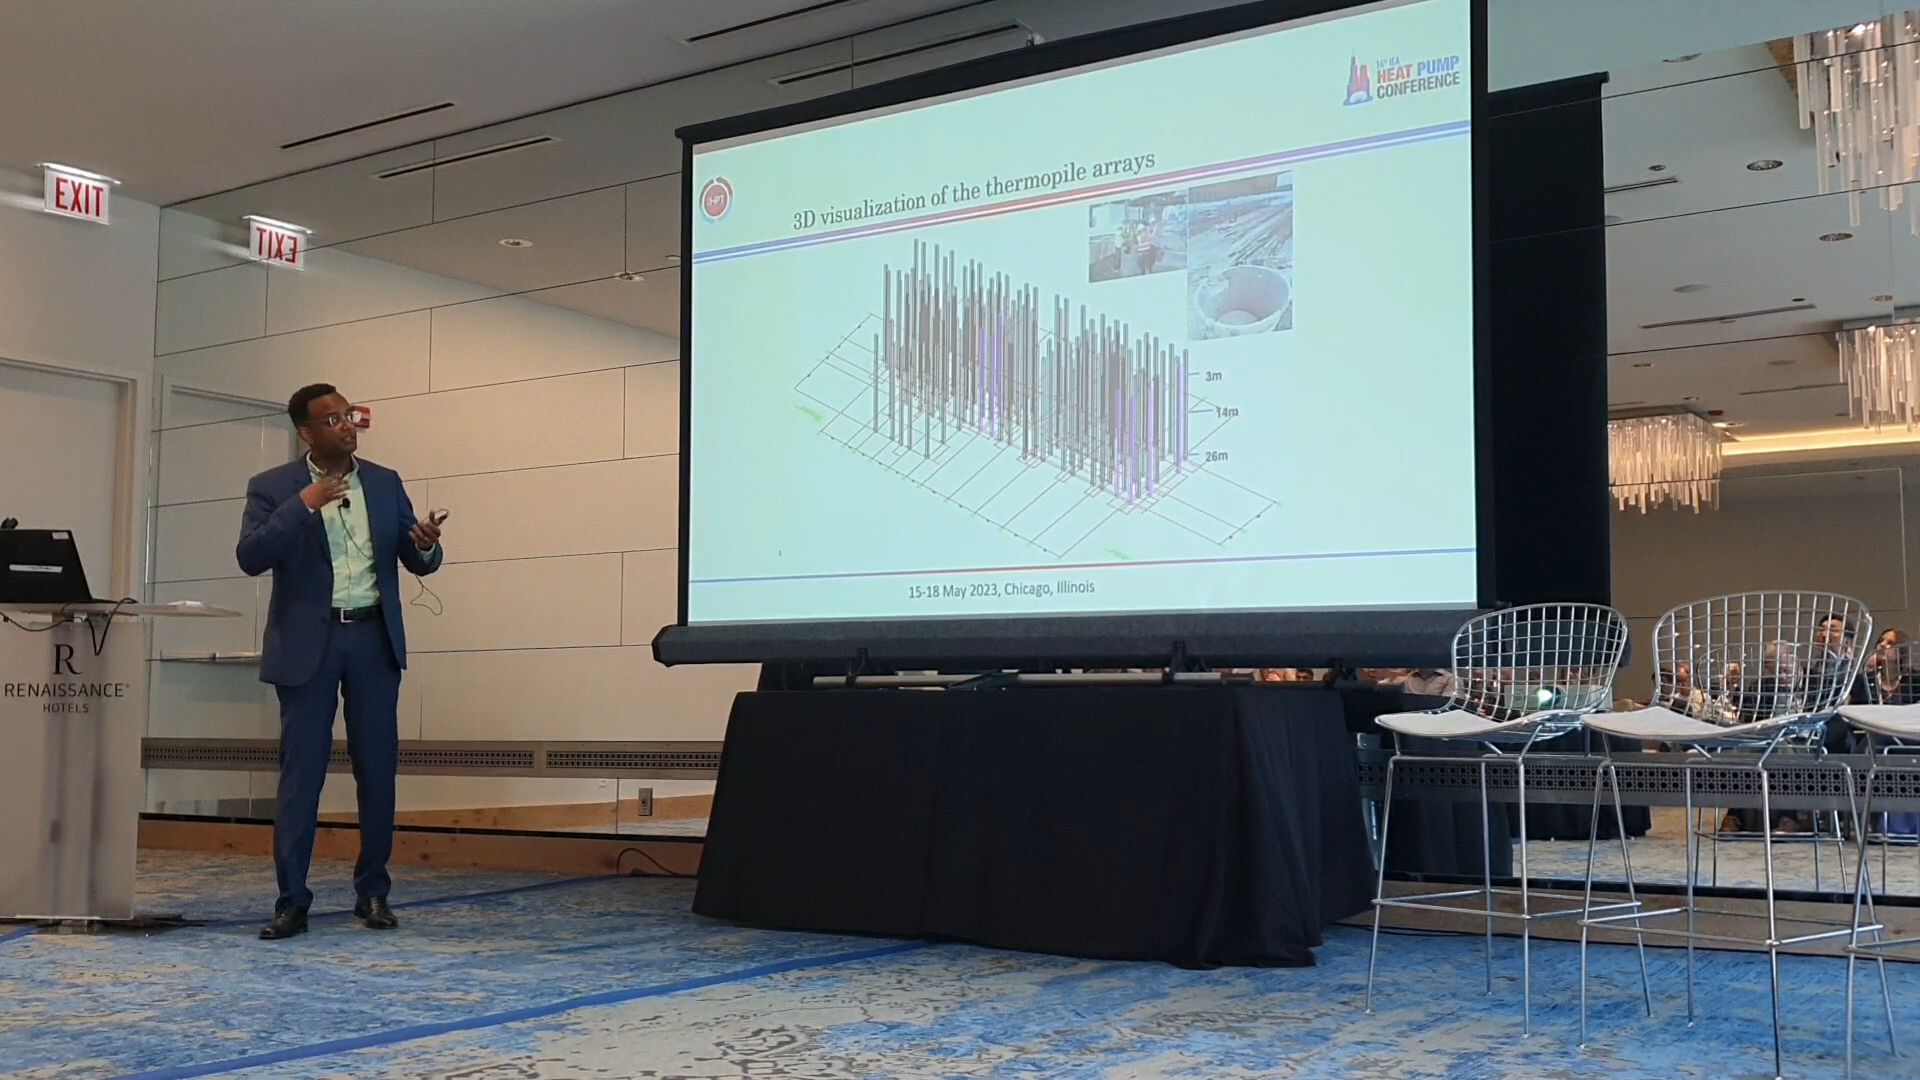 EXIT
EXIT
14th IEA
HEAT PUMP
CONFERENCE
IHPT
3D visualization of the thermopile arrays
3m
14m
26m
15-18 May 2023, Chicago, Illinois
R
RENAISSANCE
HOTELS